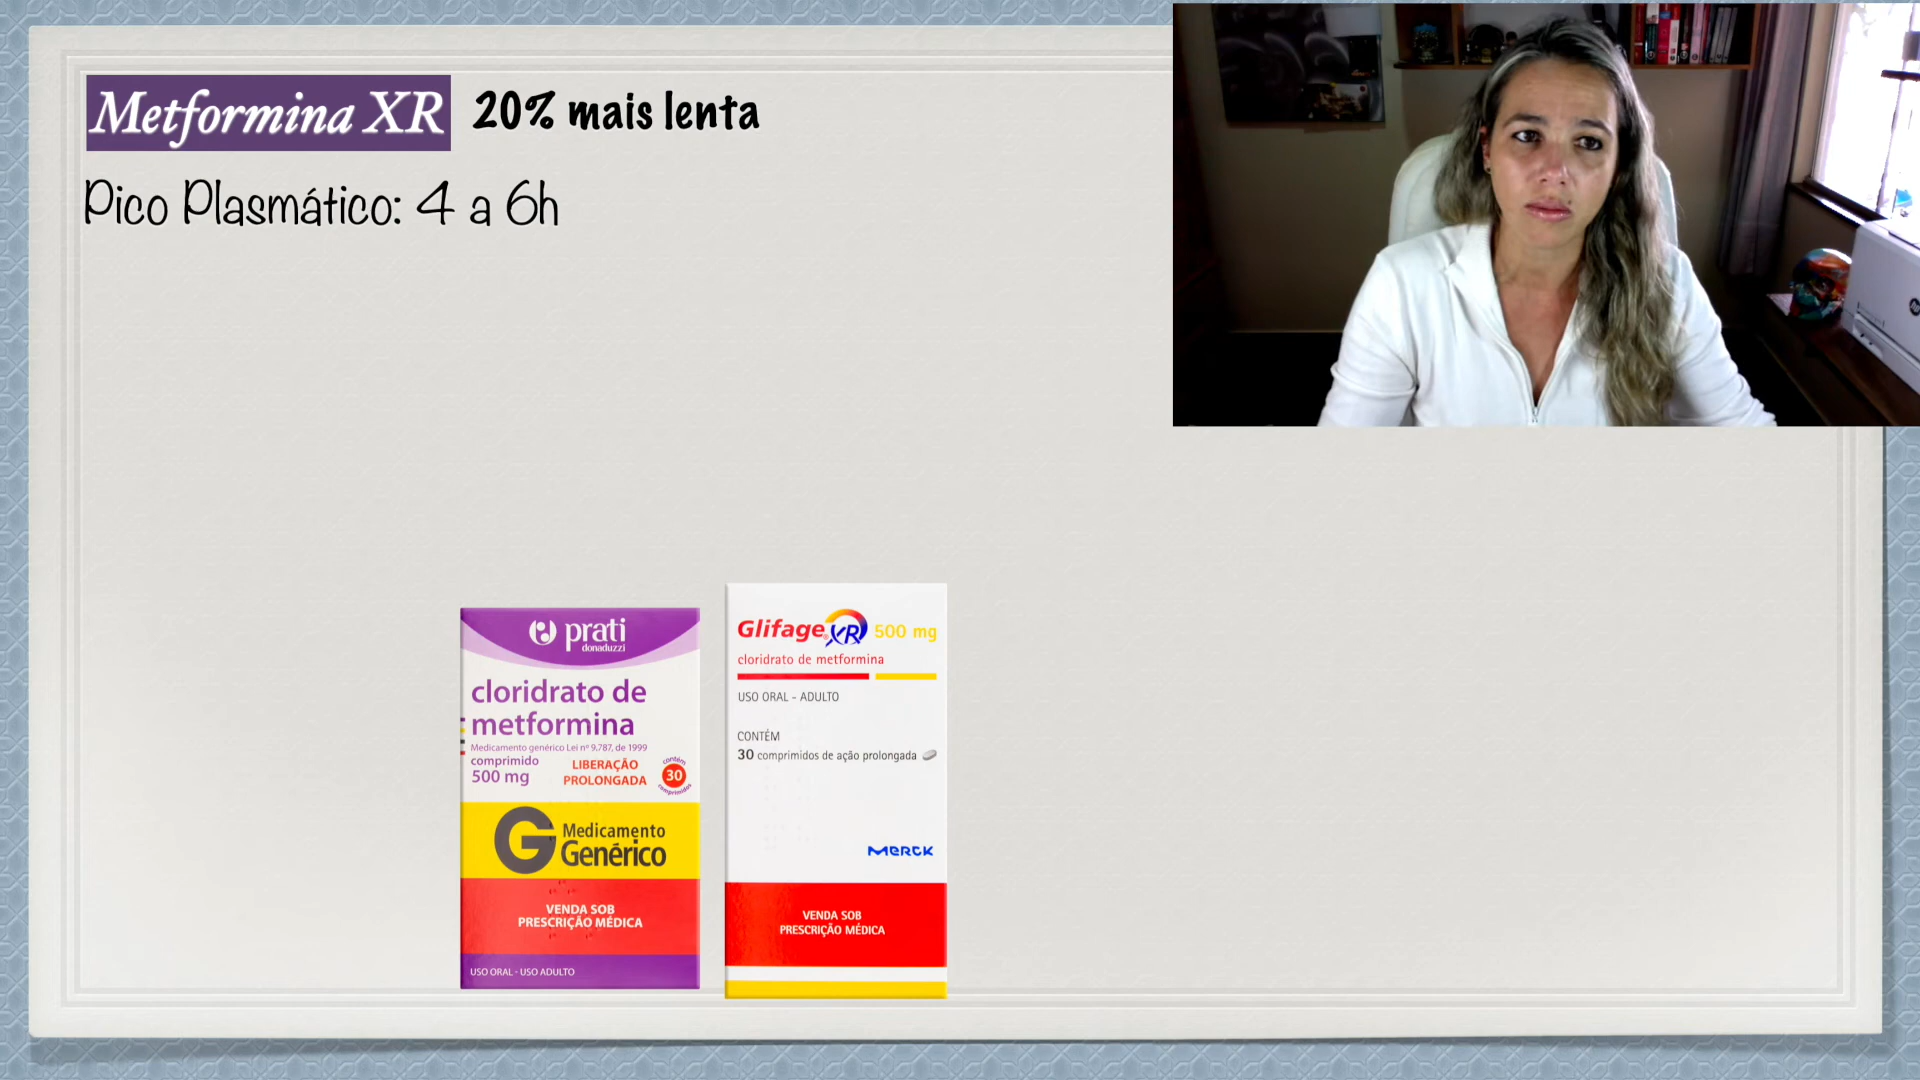 Metformina XR 20% mais lenta
Pico Plasmático: 4 a 6h
prati
donaduzzi
cloridrato de
metformina
Medicamento genérico Lei nº 9.787, de 1999
comprimido
500 mg
LIBERAÇÃO
PROLONGADA
contém
30
comprimidos
G Medicamento
Genérico
VENDA SOB
PRESCRIÇÃO MÉDICA
USO ORAL - USO ADULTO
Glifage XR 500 mg
cloridrato de metformina
USO ORAL - ADULTO
CONTÉM
30 comprimidos de ação prolongada
MERCK
VENDA SOB
PRESCRIÇÃO MÉDICA
hp